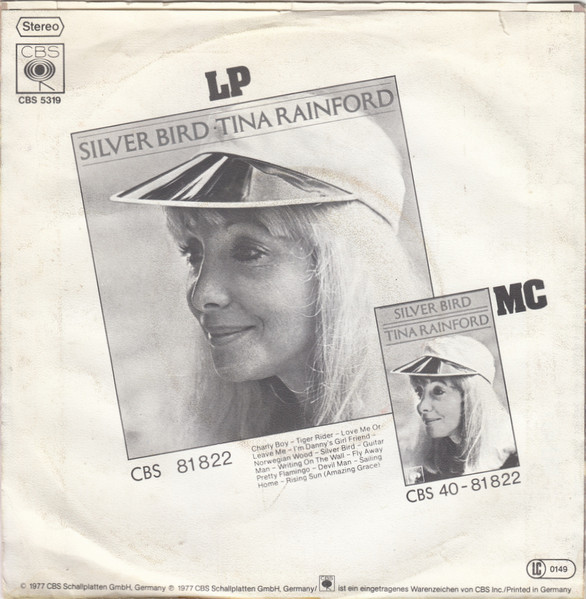 Stereo
CBS
CBS 5319
LP
SILVER BIRD · TINA RAINFORD
MC
SILVER BIRD
TINA RAINFORD
CBS 81822
Charly Boy – Tiger Rider – Love Me Or
Leave Me – I'm Danny's Girl Friend –
Norwegian Wood – Silver Bird – Guitar
Man – Writing On The Wall – Fly Away
Pretty Flamingo – Devil Man – Sailing
Home – Rising Sun (Amazing Grace)
CBS 40-81822
LC 0149
© 1977 CBS Schallplatten GmbH, Germany ℗ 1977 CBS Schallplatten GmbH, Germany/ ist ein eingetragenes Warenzeichen von CBS Inc./Printed in Germany